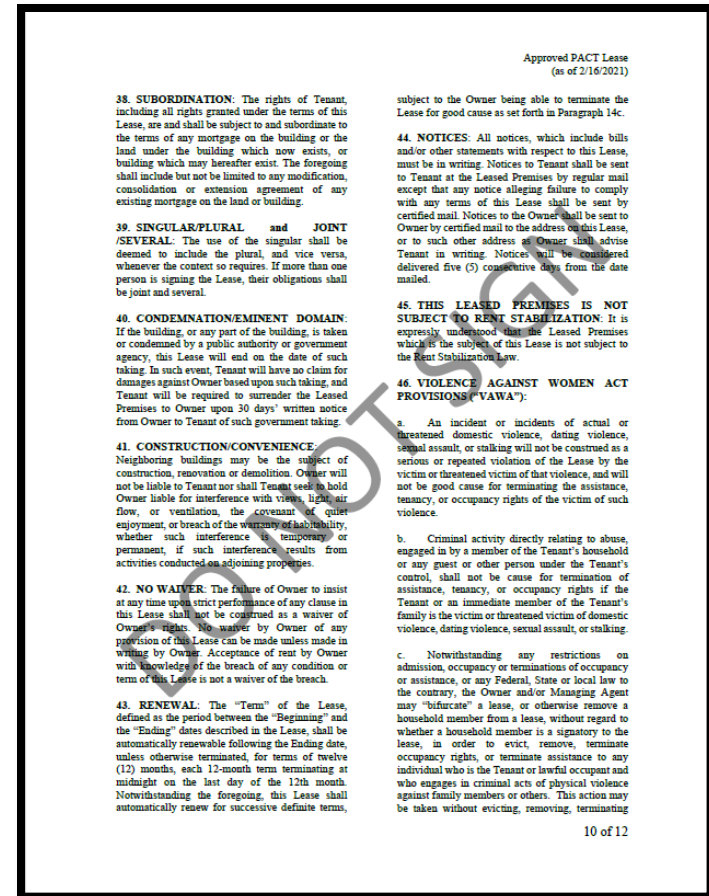 Approved PACT Lease
(as of 2/16/2021)
38. SUBORDINATION: The rights of Tenant,
including all rights granted under the terms of this
Lease, are and shall be subject to and subordinate to
the terms of any mortgage on the building or the
land under the building which now exists, or
building which may hereafter exist. The foregoing
shall include but not be limited to any modification,
consolidation or extension agreement of any
existing mortgage on the land or building.
39. SINGULAR/PLURAL and JOINT
/SEVERAL: The use of the singular shall be
deemed to include the plural, and vice versa,
whenever the context so requires. If more than one
person is signing the Lease, their obligations shall
be joint and several.
40. CONDEMNATION/EMINENT DOMAIN:
If the building, or any part of the building, is taken
or condemned by a public authority or government
agency, this Lease will end on the date of such
taking. In such event, Tenant will have no claim for
damages against Owner based upon such taking, and
Tenant will be required to surrender the Leased
Premises to Owner upon 30 days' written notice
from Owner to Tenant of such government taking.
41. CONSTRUCTION/CONVENIENCE:
Neighboring buildings may be the subject of
construction, renovation or demolition. Owner will
not be liable to Tenant nor shall Tenant seek to hold
Owner liable for interference with views, light, air
flow, or ventilation, the covenant of quiet
enjoyment, or breach of the warranty of habitability,
whether such interference is temporary or
permanent, if such interference results from
activities conducted on adjoining properties.
42. NO WAIVER: The failure of Owner to insist
at any time upon strict performance of any clause in
this Lease shall not be construed as a waiver of
Owner's rights. No waiver by Owner of any
provision of this Lease can be made unless made in
writing by Owner. Acceptance of rent by Owner
with knowledge of the breach of any condition or
term of this Lease is not a waiver of the breach.
43. RENEWAL: The "Term" of the Lease,
defined as the period between the "Beginning" and
the "Ending" dates described in the Lease, shall be
automatically renewable following the Ending date,
unless otherwise terminated, for terms of twelve
(12) months, each 12-month term terminating at
midnight on the last day of the 12th month.
Notwithstanding the foregoing, this Lease shall
automatically renew for successive definite terms,
subject to the Owner being able to terminate the
Lease for good cause as set forth in Paragraph 14c.
44. NOTICES: All notices, which include bills
and/or other statements with respect to this Lease,
must be in writing. Notices to Tenant shall be sent
to Tenant at the Leased Premises by regular mail
except that any notice alleging failure to comply
with any terms of this Lease shall be sent by
certified mail. Notices to the Owner shall be sent to
Owner by certified mail to the address on this Lease,
or to such other address as Owner shall advise
Tenant in writing. Notices will be considered
delivered five (5) consecutive days from the date
mailed.
45. THIS LEASED PREMISES IS NOT
SUBJECT TO RENT STABILIZATION: It is
expressly understood that the Leased Premises
which is the subject of this Lease is not subject to
the Rent Stabilization Law.
46. VIOLENCE AGAINST WOMEN ACT
PROVISIONS ("VAWA"):
a. An incident or incidents of actual or
threatened domestic violence, dating violence,
sexual assault, or stalking will not be construed as a
serious or repeated violation of the Lease by the
victim or threatened victim of that violence, and will
not be good cause for terminating the assistance,
tenancy, or occupancy rights of the victim of such
violence.
b. Criminal activity directly relating to abuse,
engaged in by a member of the Tenant's household
or any guest or other person under the Tenant's
control, shall not be cause for termination of
assistance, tenancy, or occupancy rights if the
Tenant or an immediate member of the Tenant's
family is the victim or threatened victim of domestic
violence, dating violence, sexual assault, or stalking.
c. Notwithstanding any restrictions on
admission, occupancy or terminations of occupancy
or assistance, or any Federal, State or local law to
the contrary, the Owner and/or Managing Agent
may "bifurcate" a lease, or otherwise remove a
household member from a lease, without regard to
whether a household member is a signatory to the
lease, in order to evict, remove, terminate
occupancy rights, or terminate assistance to any
individual who is the Tenant or lawful occupant and
who engages in criminal acts of physical violence
against family members or others. This action may
be taken without evicting, removing, terminating
10 of 12
DO NOT SIGN